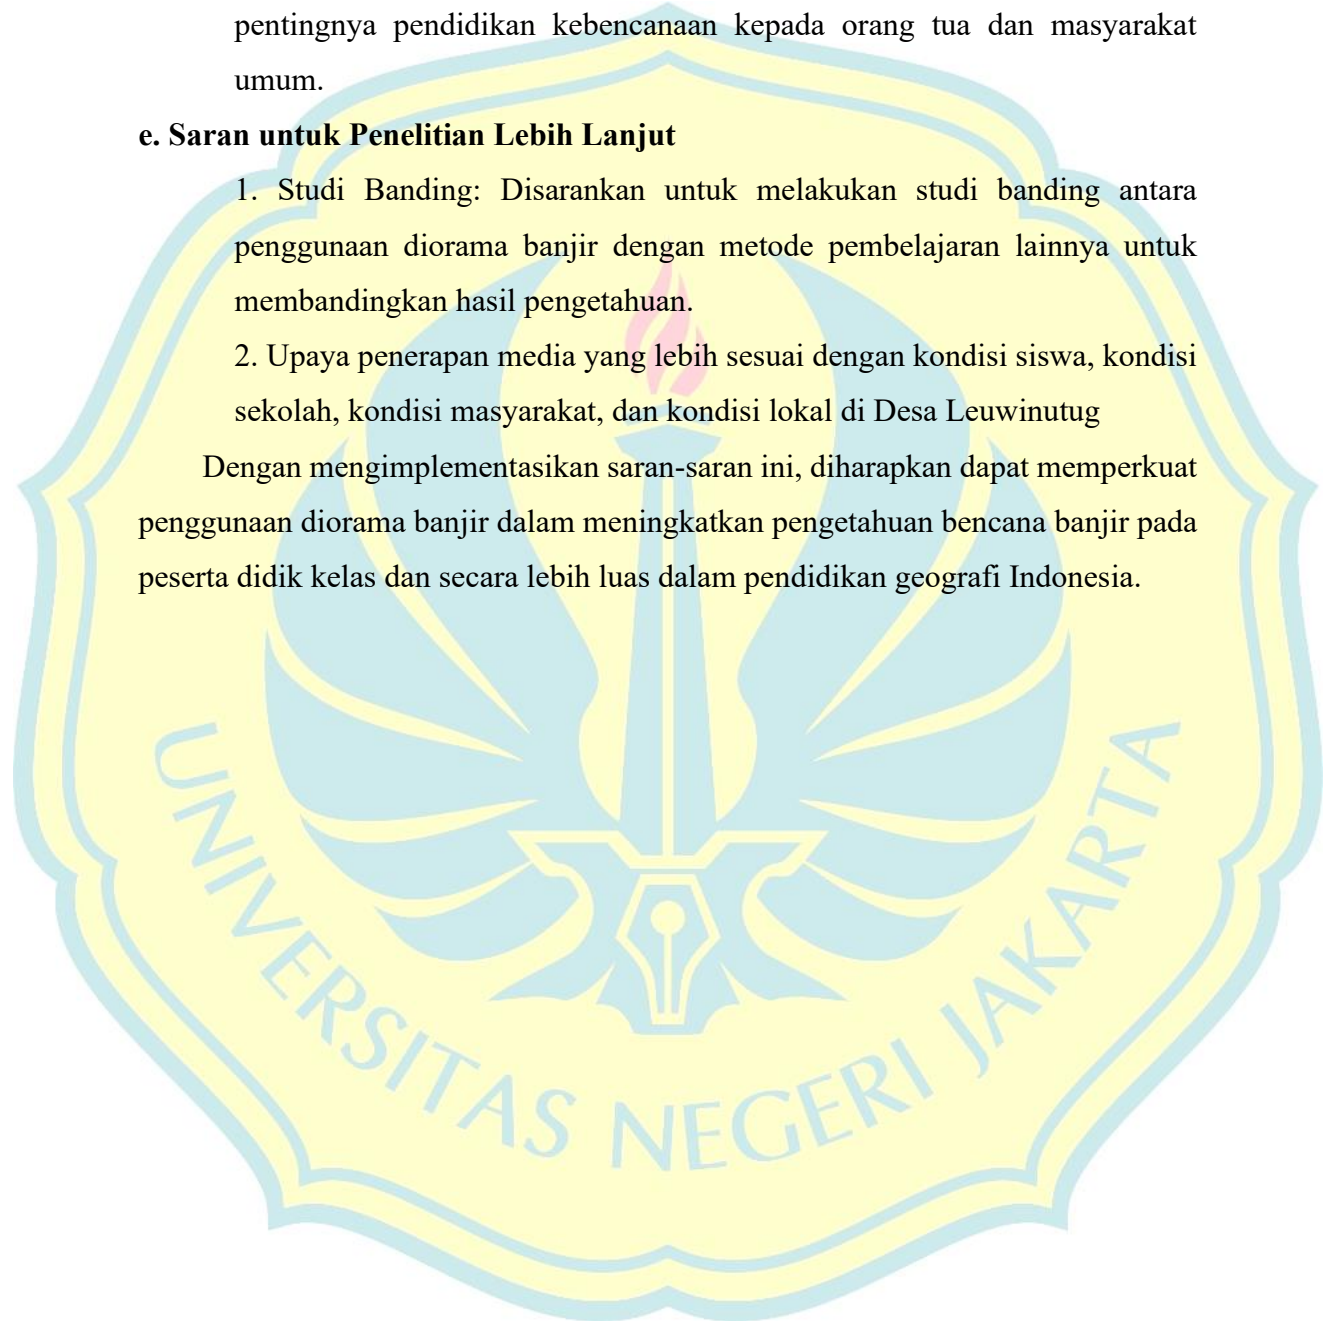 pentingnya pendidikan kebencanaan kepada orang tua dan masyarakat
umum.
e. Saran untuk Penelitian Lebih Lanjut
1. Studi Banding: Disarankan untuk melakukan studi banding antara
penggunaan diorama banjir dengan metode pembelajaran lainnya untuk
membandingkan hasil pengetahuan.
2. Upaya penerapan media yang lebih sesuai dengan kondisi siswa, kondisi
sekolah, kondisi masyarakat, dan kondisi lokal di Desa Leuwinutug
Dengan mengimplementasikan saran-saran ini, diharapkan dapat memperkuat
penggunaan diorama banjir dalam meningkatkan pengetahuan bencana banjir pada
peserta didik kelas dan secara lebih luas dalam pendidikan geografi Indonesia.
UNIVERSITAS NEGERI JAKARTA